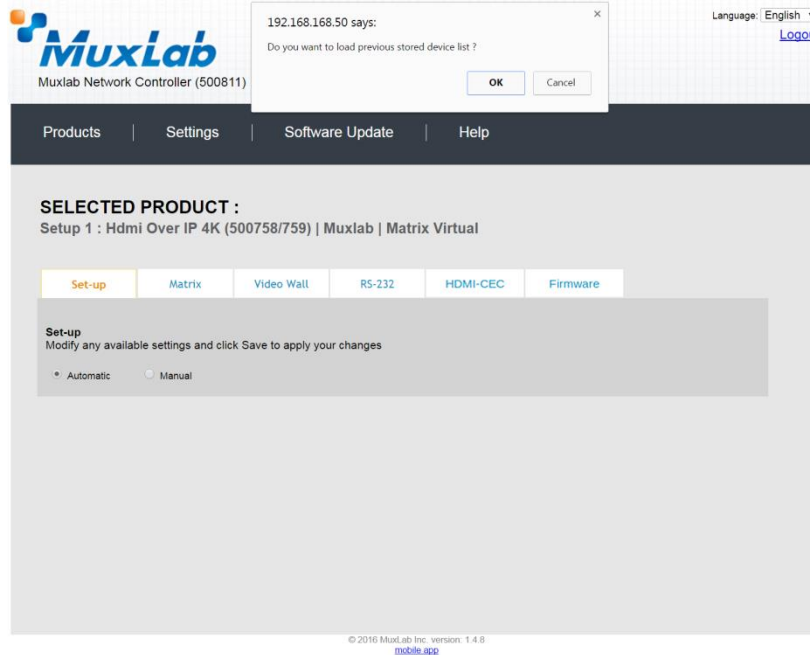 192.168.168.50 says:
Do you want to load previous stored device list ?
OK
Cancel
Language: English
Logou
MuxLab
Muxlab Network Controller (500811)
Products | Settings | Software Update | Help
SELECTED PRODUCT :
Setup 1 : Hdmi Over IP 4K (500758/759) | Muxlab | Matrix Virtual
Set-up Matrix Video Wall RS-232 HDMI-CEC Firmware
Set-up
Modify any available settings and click Save to apply your changes
Automatic Manual
© 2016 MuxLab Inc. version: 1.4.8
mobile app